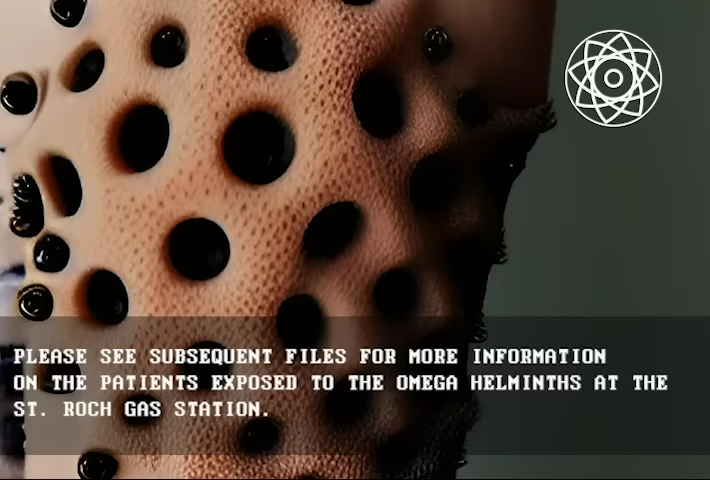 PLEASE SEE SUBSEQUENT FILES FOR MORE INFORMATION
ON THE PATIENTS EXPOSED TO THE OMEGA HELMINTHS AT THE
ST. ROCH GAS STATION.